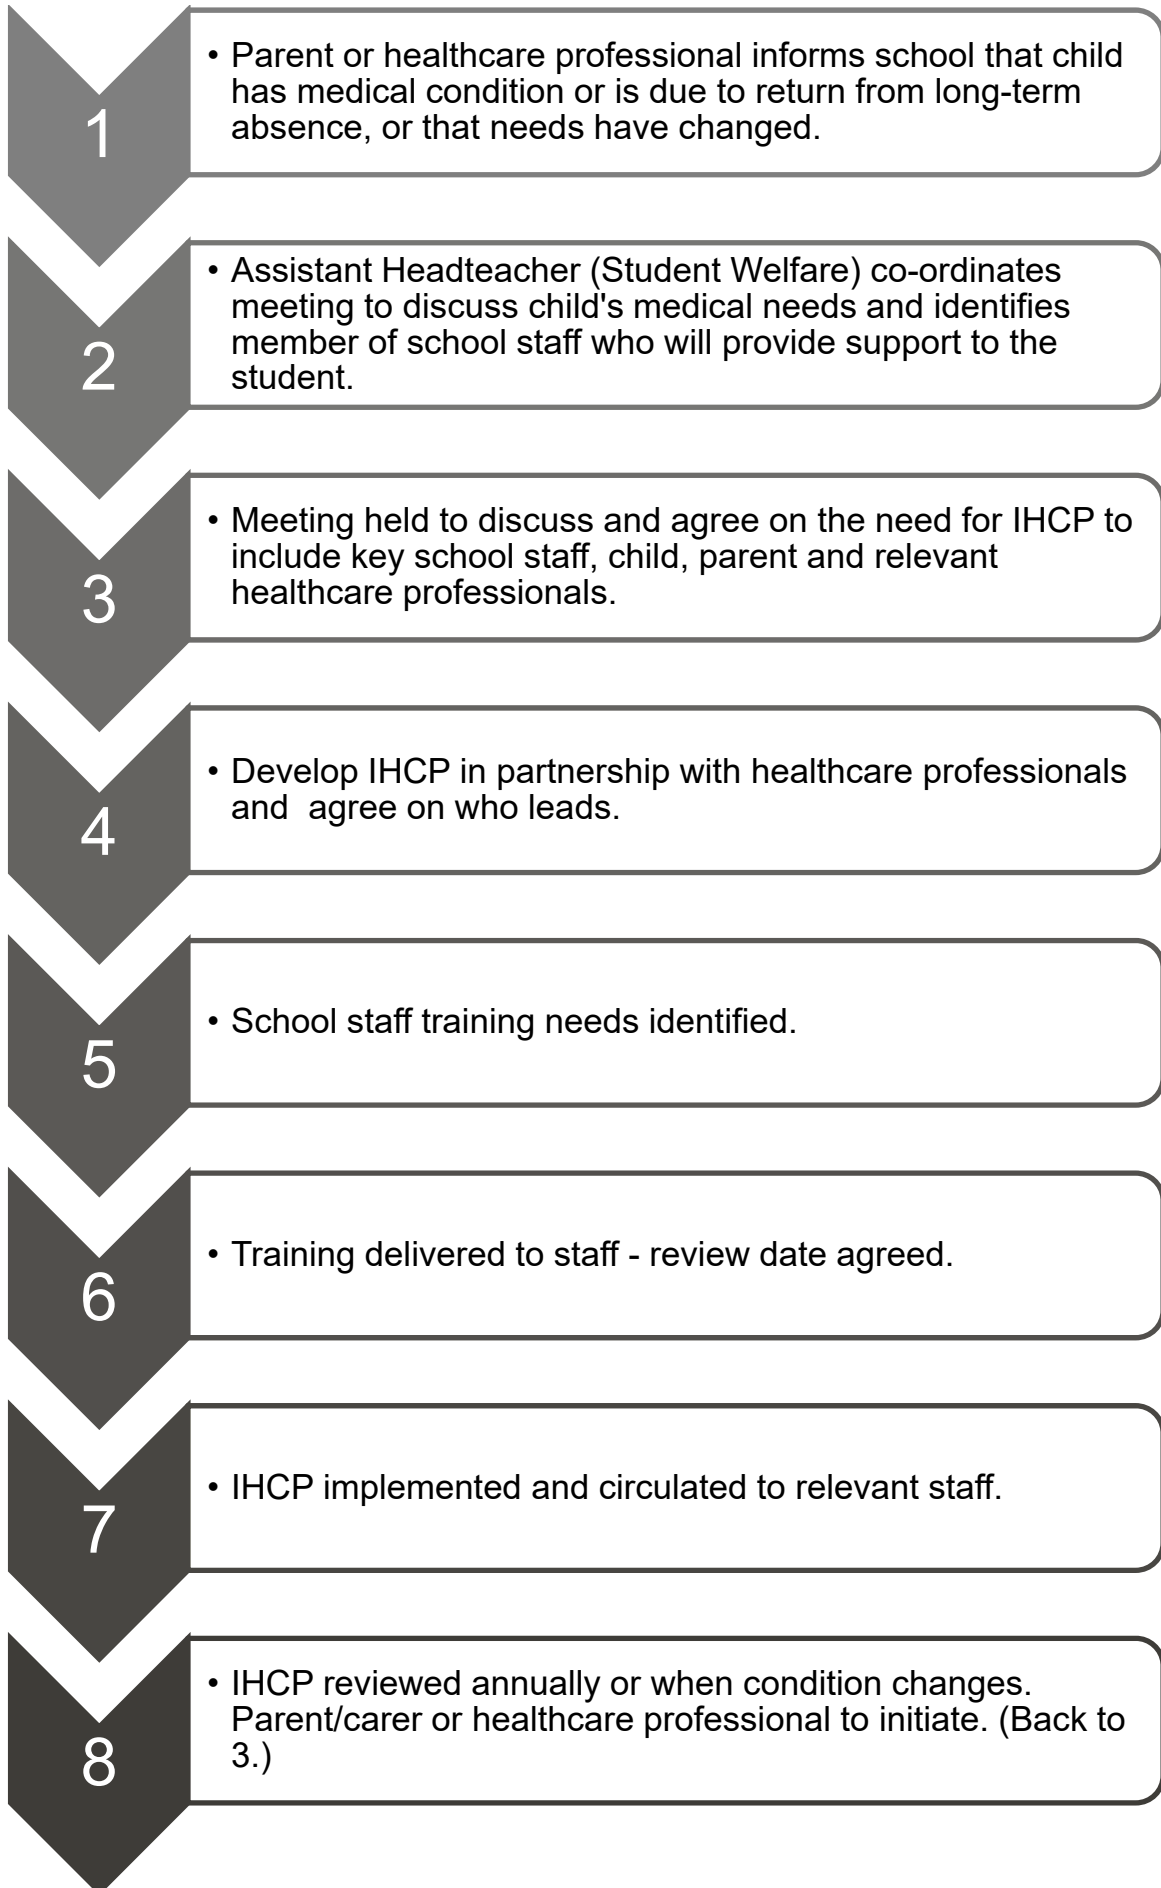 1
• Parent or healthcare professional informs school that child
has medical condition or is due to return from long-term
absence, or that needs have changed.
2
• Assistant Headteacher (Student Welfare) co-ordinates
meeting to discuss child's medical needs and identifies
member of school staff who will provide support to the
student.
3
• Meeting held to discuss and agree on the need for IHCP to
include key school staff, child, parent and relevant
healthcare professionals.
4
• Develop IHCP in partnership with healthcare professionals
and  agree on who leads.
5
• School staff training needs identified.
6
• Training delivered to staff - review date agreed.
7
• IHCP implemented and circulated to relevant staff.
8
• IHCP reviewed annually or when condition changes.
Parent/carer or healthcare professional to initiate. (Back to
3.)